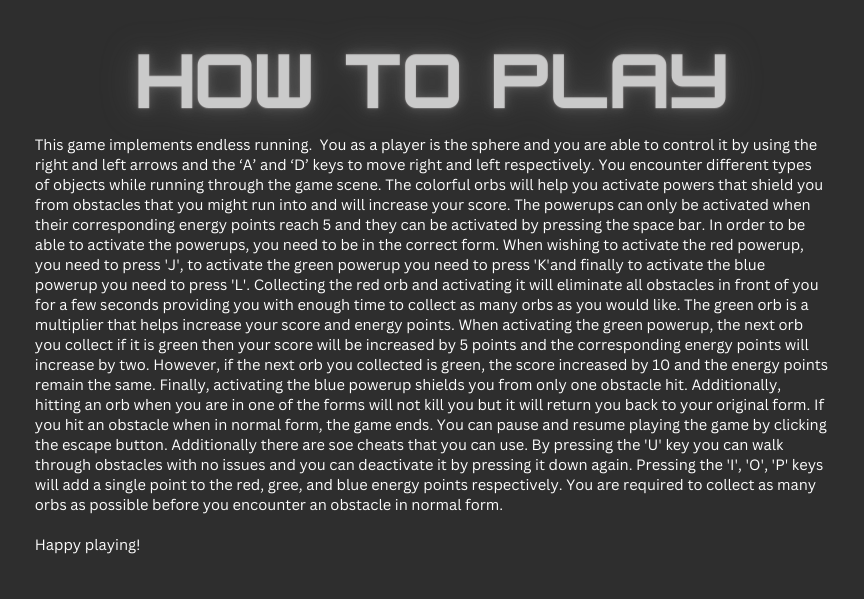 HOW TO PLAY
This game implements endless running.  You as a player is the sphere and you are able to control it by using the
right and left arrows and the ‘A’ and ‘D’ keys to move right and left respectively. You encounter different types
of objects while running through the game scene. The colorful orbs will help you activate powers that shield you
from obstacles that you might run into and will increase your score. The powerups can only be activated when
their corresponding energy points reach 5 and they can be activated by pressing the space bar. In order to be
able to activate the powerups, you need to be in the correct form. When wishing to activate the red powerup,
you need to press 'J', to activate the green powerup you need to press 'K'and finally to activate the blue
powerup you need to press 'L'. Collecting the red orb and activating it will eliminate all obstacles in front of you
for a few seconds providing you with enough time to collect as many orbs as you would like. The green orb is a
multiplier that helps increase your score and energy points. When activating the green powerup, the next orb
you collect if it is green then your score will be increased by 5 points and the corresponding energy points will
increase by two. However, if the next orb you collected is green, the score increased by 10 and the energy points
remain the same. Finally, activating the blue powerup shields you from only one obstacle hit. Additionally,
hitting an orb when you are in one of the forms will not kill you but it will return you back to your original form. If
you hit an obstacle when in normal form, the game ends. You can pause and resume playing the game by clicking
the escape button. Additionally there are soe cheats that you can use. By pressing the 'U' key you can walk
through obstacles with no issues and you can deactivate it by pressing it down again. Pressing the 'I', 'O', 'P' keys
will add a single point to the red, gree, and blue energy points respectively. You are required to collect as many
orbs as possible before you encounter an obstacle in normal form.
Happy playing!